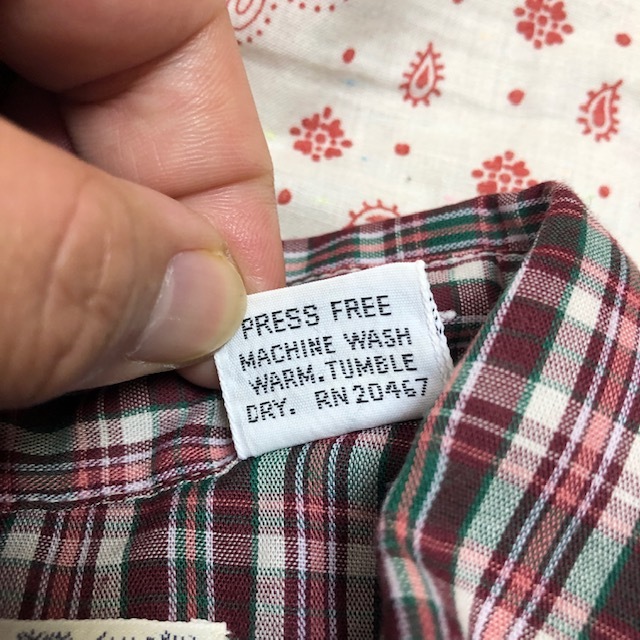 PRESS FREE
MACHINE WASH
WARM.TUMBLE
DRY. RN 20467